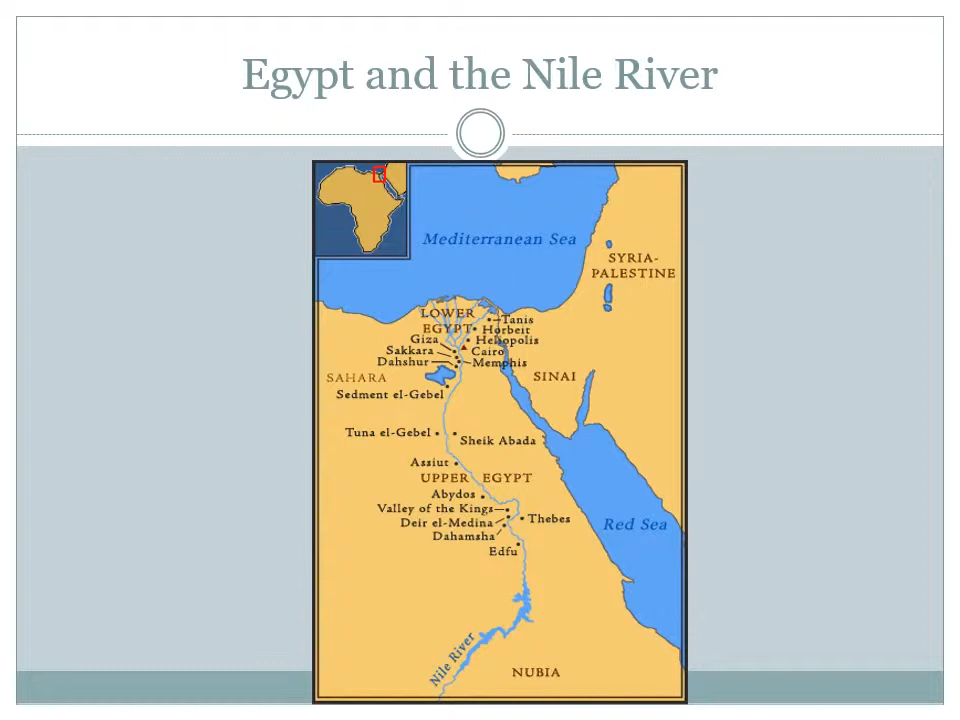 Egypt and the Nile River
Mediterranean Sea
SYRIA-
PALESTINE
LOWER
EGYPT
Tanis
Horbeit
Heliopolis
Giza
Cairo
Sakkara
Memphis
Dahshur
SAHARA
SINAI
Sedment el-Gebel
Tuna el-Gebel
Sheik Abada
Assiut
UPPER EGYPT
Abydos
Valley of the Kings
Thebes
Deir el-Medina
Red Sea
Dahamsha
Edfu
Nile River
NUBIA